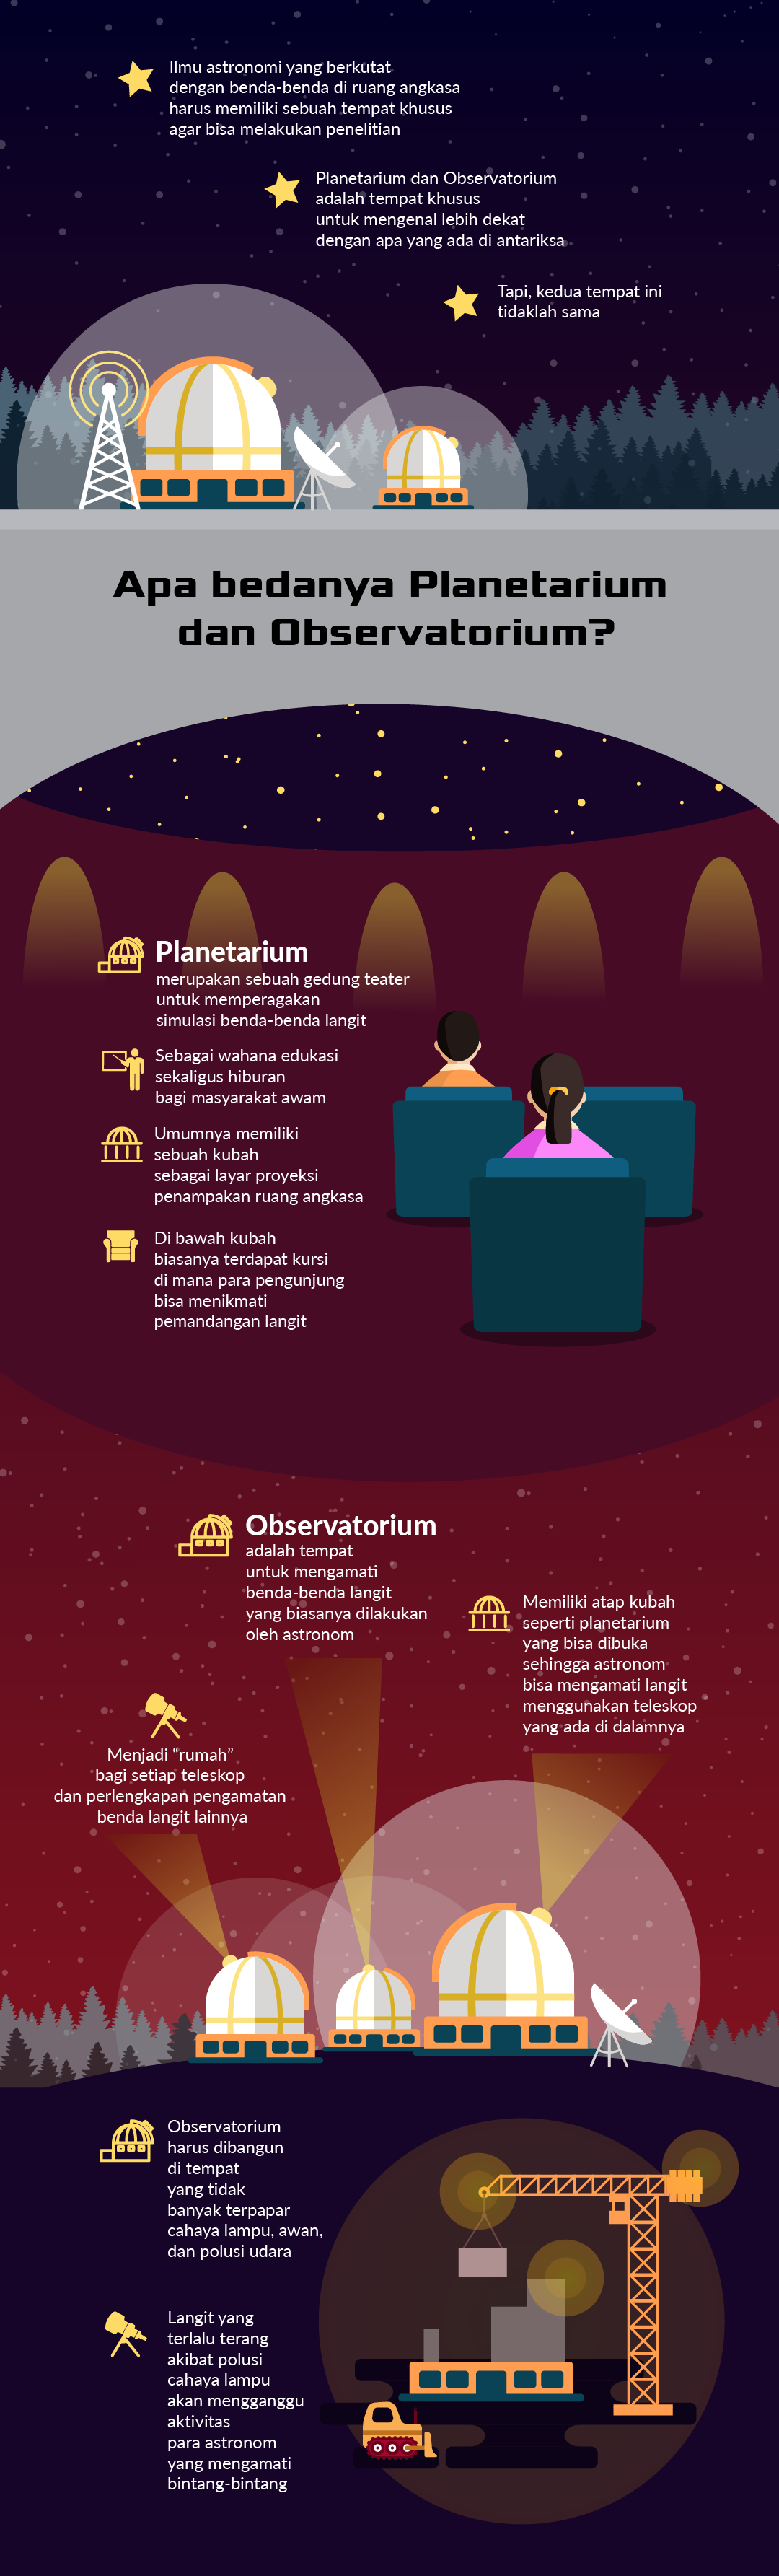 Ilmu astronomi yang berkutat
dengan benda-benda di ruang angkasa
harus memiliki sebuah tempat khusus
agar bisa melakukan penelitian
Planetarium dan Observatorium
adalah tempat khusus
untuk mengenal lebih dekat
dengan apa yang ada di antariksa
Tapi, kedua tempat ini
tidaklah sama
Apa bedanya Planetarium
dan Observatorium?
Planetarium
merupakan sebuah gedung teater
untuk memperagakan
simulasi benda-benda langit
Sebagai wahana edukasi
sekaligus hiburan
bagi masyarakat awam
Umumnya memiliki
sebuah kubah
sebagai layar proyeksi
penampakan ruang angkasa
Di bawah kubah
biasanya terdapat kursi
di mana para pengunjung
bisa menikmati
pemandangan langit
Observatorium
adalah tempat
untuk mengamati
benda-benda langit
yang biasanya dilakukan
oleh astronom
Memiliki atap kubah
seperti planetarium
yang bisa dibuka
sehingga astronom
bisa mengamati langit
menggunakan teleskop
yang ada di dalamnya
Menjadi “rumah”
bagi setiap teleskop
dan perlengkapan pengamatan
benda langit lainnya
Observatorium
harus dibangun
di tempat
yang tidak
banyak terpapar
cahaya lampu, awan,
dan polusi udara
Langit yang
terlalu terang
akibat polusi
cahaya lampu
akan mengganggu
aktivitas
para astronom
yang mengamati
bintang-bintang